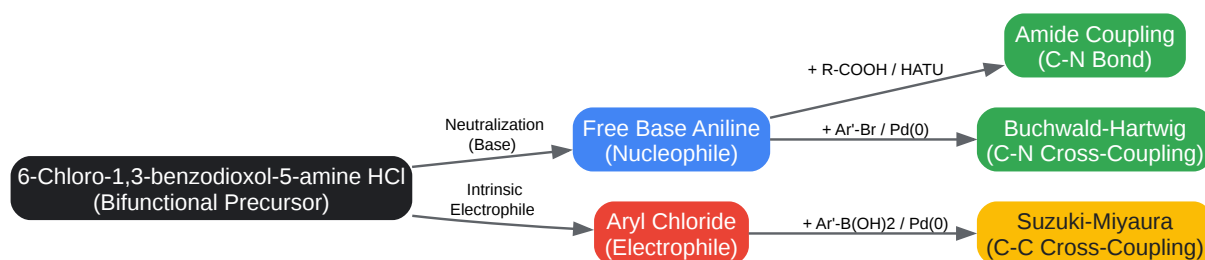 6-Chloro-1,3-benzodioxol-5-amine HCl
(Bifunctional Precursor)
Neutralization
(Base)
Intrinsic
Electrophile
Free Base Aniline
(Nucleophile)
Aryl Chloride
(Electrophile)
+ R-COOH / HATU
+ Ar'-Br / Pd(0)
+ Ar'-B(OH)2 / Pd(0)
Amide Coupling
(C-N Bond)
Buchwald-Hartwig
(C-N Cross-Coupling)
Suzuki-Miyaura
(C-C Cross-Coupling)